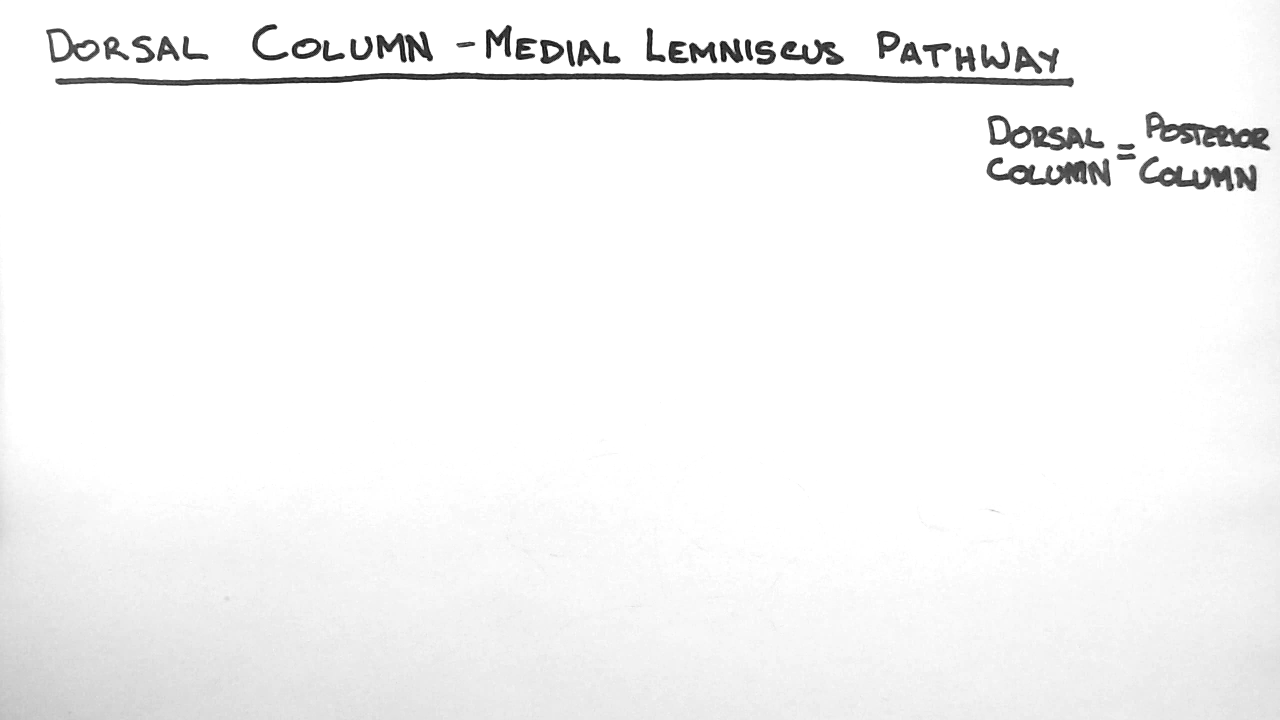 DORSAL COLUMN - MEDIAL LEMNISCUS PATHWAY
DORSAL COLUMN = POSTERIOR COLUMN